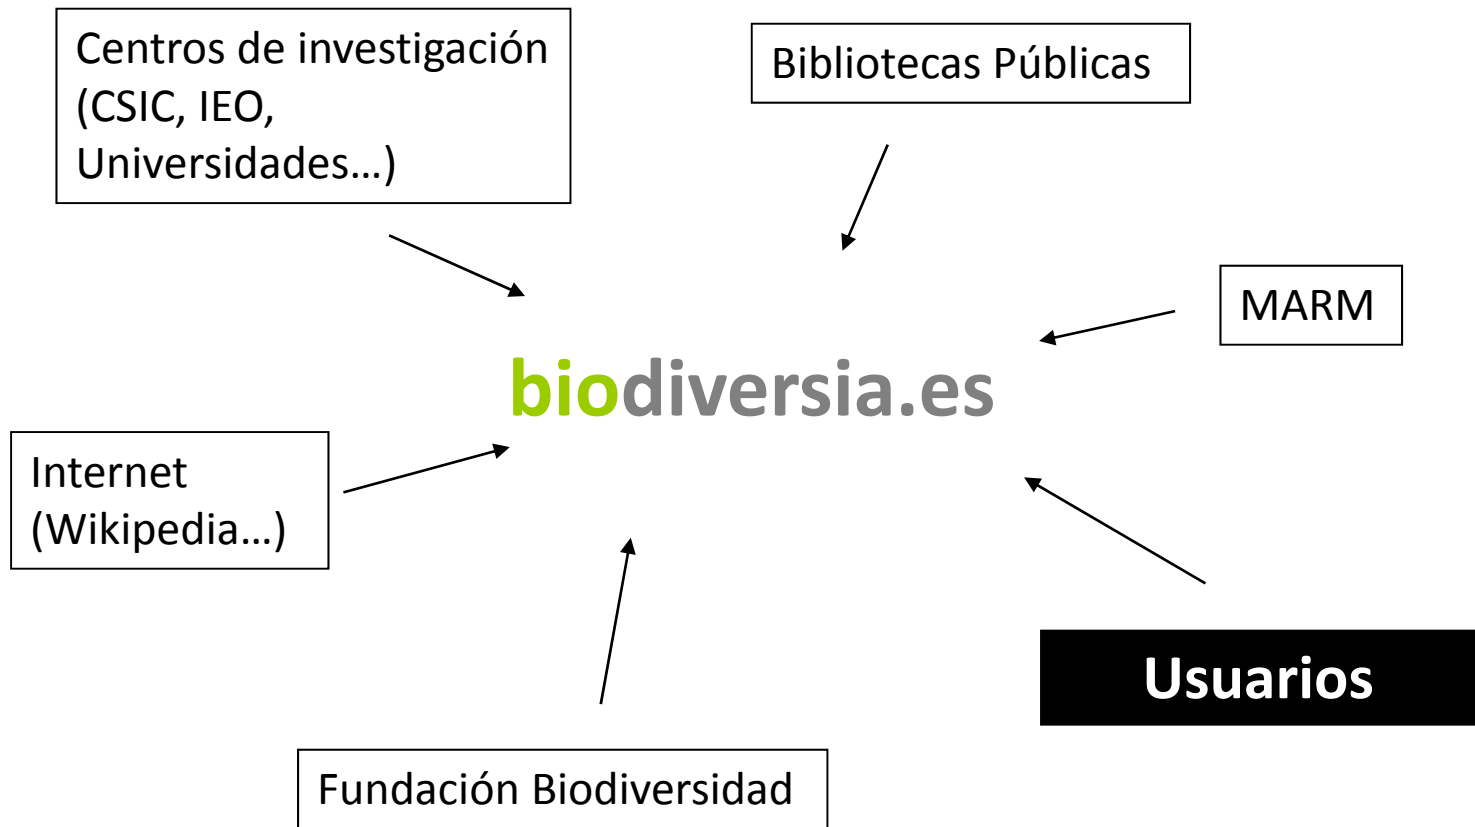 Centros de investigación
(CSIC, IEO,
Universidades…)
Bibliotecas Públicas
MARM
biodiversia.es
Internet
(Wikipedia…)
Usuarios
Fundación Biodiversidad